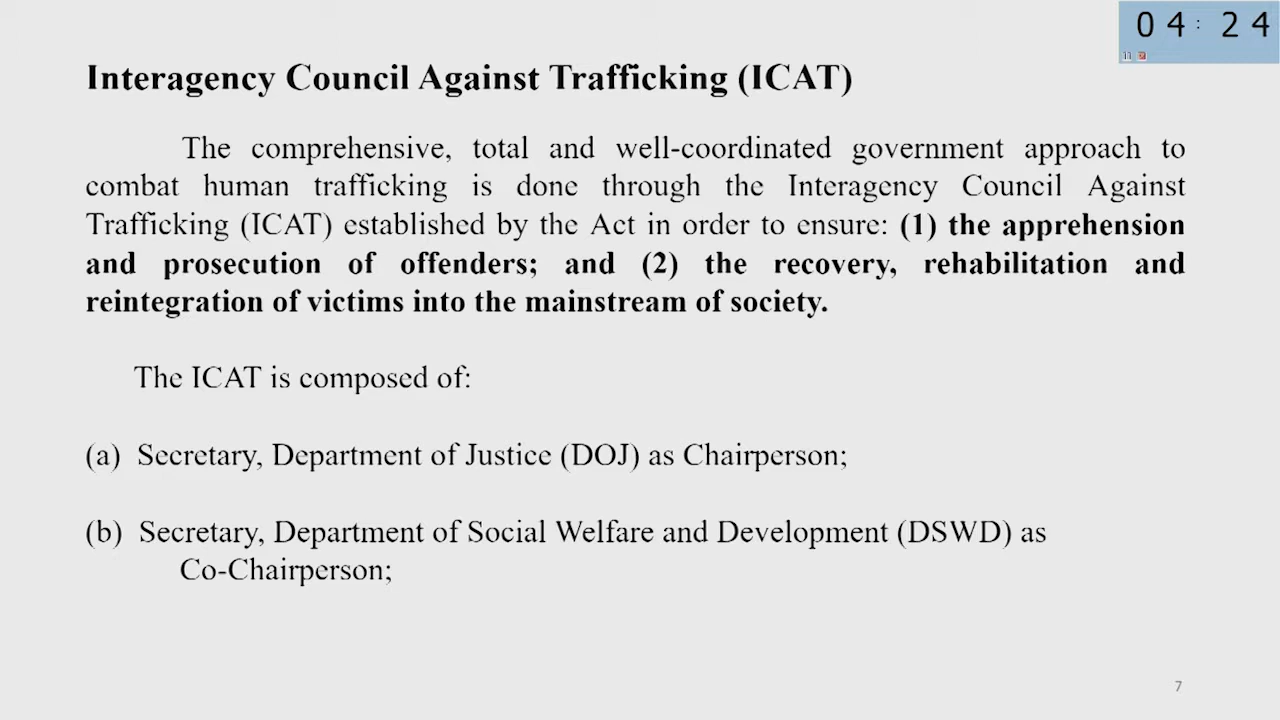 04:24
Interagency Council Against Trafficking (ICAT)
The comprehensive, total and well-coordinated government approach to
combat human trafficking is done through the Interagency Council Against
Trafficking (ICAT) established by the Act in order to ensure: (1) the apprehension
and prosecution of offenders; and (2) the recovery, rehabilitation and
reintegration of victims into the mainstream of society.
The ICAT is composed of:
(a) Secretary, Department of Justice (DOJ) as Chairperson;
(b) Secretary, Department of Social Welfare and Development (DSWD) as
Co-Chairperson;
7